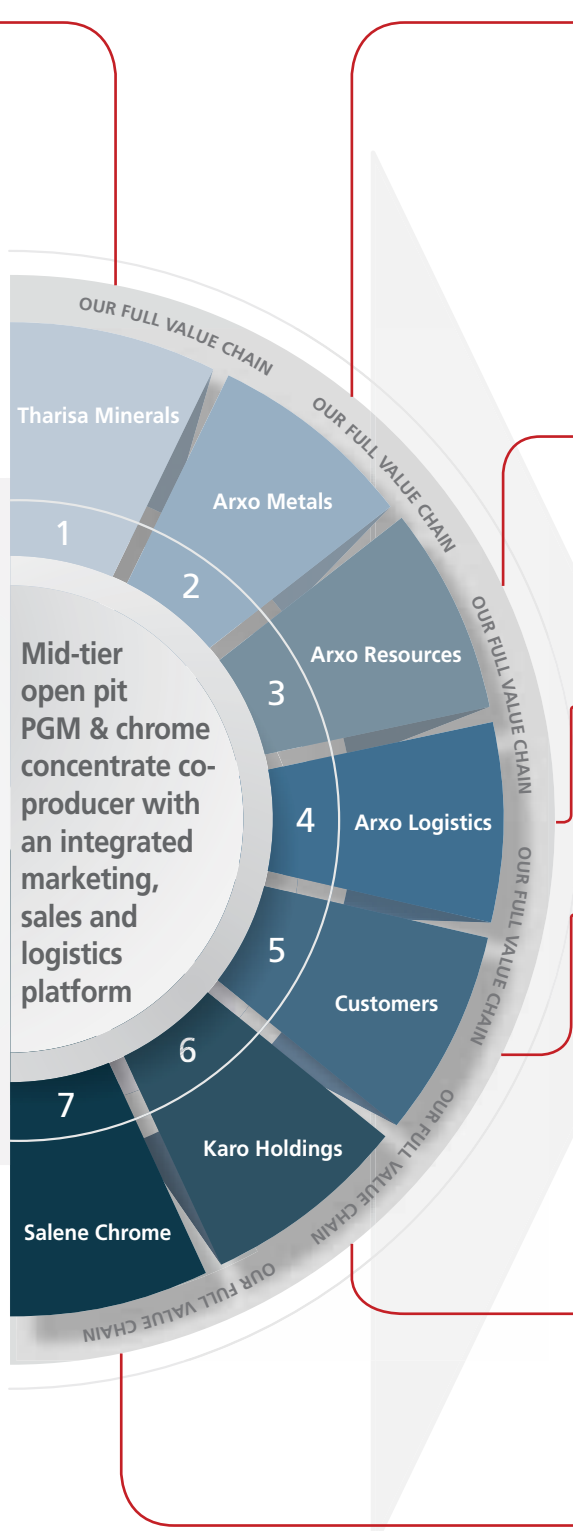 OUR FULL VALUE CHAIN
Tharisa Minerals
1
OUR FULL VALUE CHAIN
Arxo Metals
2
OUR FULL VALUE CHAIN
Arxo Resources
3
Mid-tier
open pit
PGM & chrome
concentrate co-
producer with
an integrated
marketing,
sales and
logistics
platform
4
Arxo Logistics
OUR FULL VALUE CHAIN
5
Customers
OUR FULL VALUE CHAIN
6
Karo Holdings
7
Salene Chrome
OUR FULL VALUE CHAIN